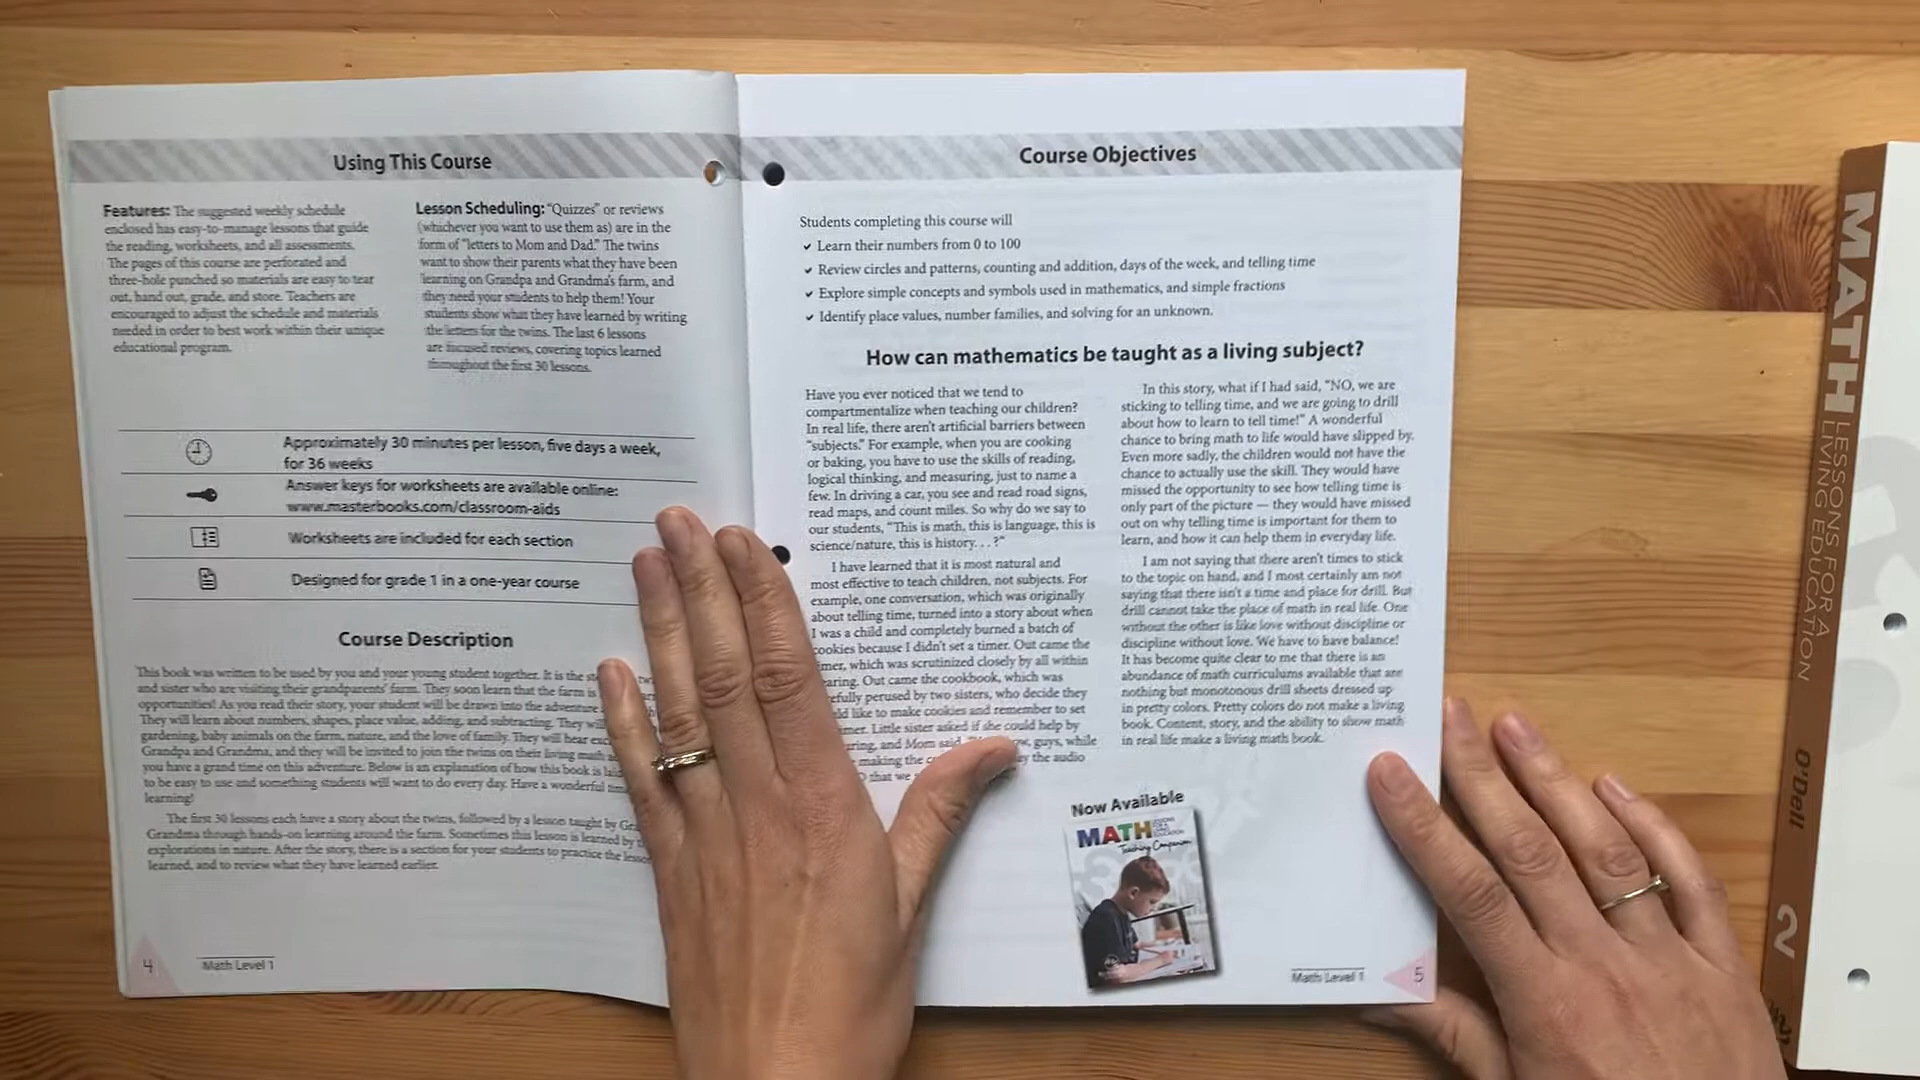 Using This Course
Features: The suggested weekly schedule
enclosed has easy-to-manage lessons that guide
the reading, worksheets, and all assessments.
The pages of this course are perforated and
three-hole punched so materials are easy to tear
out, hand out, grade, and store. Teachers are
encouraged to adjust the schedule and materials
needed in order to best work within their unique
educational program.
Lesson Scheduling: "Quizzes" or reviews
(whichever you want to use them as) are in the
form of "letters to Mom and Dad." The twins
want to show their parents what they have been
learning on Grandpa and Grandma's farm, and
they need your students to help them! Your
students show what they have learned by writing
the letters for the twins. The last 6 lessons
are focused reviews, covering topics learned
throughout the first 30 lessons.
Approximately 30 minutes per lesson, five days a week,
for 36 weeks
Answer keys for worksheets are available online:
www.masterbooks.com/classroom-aids
Worksheets are included for each section
Designed for grade 1 in a one-year course
Course Description
This book was written to be used by you and your young student together. It is the
and sister who are visiting their grandparents' farm. They soon learn that the farm is
opportunities! As you read their story, your student will be drawn into the adventure
They will learn about numbers, shapes, place value, adding, and subtracting. They
gardening, baby animals on the farm, nature, and the love of family. They will hear
Grandpa and Grandma, and they will be invited to join the twins on their living math
you have a grand time on this adventure. Below is an explanation of how this book is
to be easy to use and something students will want to do every day. Have a wonderful
learning!
The first 30 lessons each have a story about the twins, followed by a lesson taught by
Grandma through hands-on learning around the farm. Sometimes this lesson is learned by
explorations in nature. After the story, there is a section for your students to practice the
learned, and to review what they have learned earlier.
4 Math Level 1
Course Objectives
Students completing this course will
✓ Learn their numbers from 0 to 100
✓ Review circles and patterns, counting and addition, days of the week, and telling time
✓ Explore simple concepts and symbols used in mathematics, and simple fractions
✓ Identify place values, number families, and solving for an unknown.
How can mathematics be taught as a living subject?
Have you ever noticed that we tend to
compartmentalize when teaching our children?
In real life, there aren't artificial barriers between
"subjects." For example, when you are cooking
or baking, you have to use the skills of reading,
logical thinking, and measuring, just to name a
few. In driving a car, you see and read road signs,
read maps, and count miles. So why do we say to
our students, "This is math, this is language, this is
science/nature, this is history. . . ?"
I have learned that it is most natural and
most effective to teach children, not subjects. For
example, one conversation, which was originally
about telling time, turned into a story about when
I was a child and completely burned a batch of
cookies because I didn't set a timer. Out came the
timer, which was scrutinized closely by all within
Out came the cookbook, which was
perused by two sisters, who decide they
like to make cookies and remember to set
Little sister asked if she could help by
and Mom said, guys, while
making the the audio
that we
In this story, what if I had said, "NO, we are
sticking to telling time, and we are going to drill
about how to learn to tell time!" A wonderful
chance to bring math to life would have slipped by.
Even more sadly, the children would not have the
chance to actually use the skill. They would have
missed the opportunity to see how telling time is
only part of the picture — they would have missed
out on why telling time is important for them to
learn, and how it can help them in everyday life.
I am not saying that there aren't times to stick
to the topic on hand, and I most certainly am not
saying that there isn't a time and place for drill. But
drill cannot take the place of math in real life. One
without the other is like love without discipline or
discipline without love. We have to have balance!
It has become quite clear to me that there is an
abundance of math curriculums available that are
nothing but monotonous drill sheets dressed up
in pretty colors. Pretty colors do not make a living
book. Content, story, and the ability to show math
in real life make a living math book.
Now Available
MATH
LESSONS FOR A LIVING EDUCATION
Teaching Companion
Math Level 1 5
MATH
LESSONS FOR A
LIVING EDUCATION
O'Dell
2